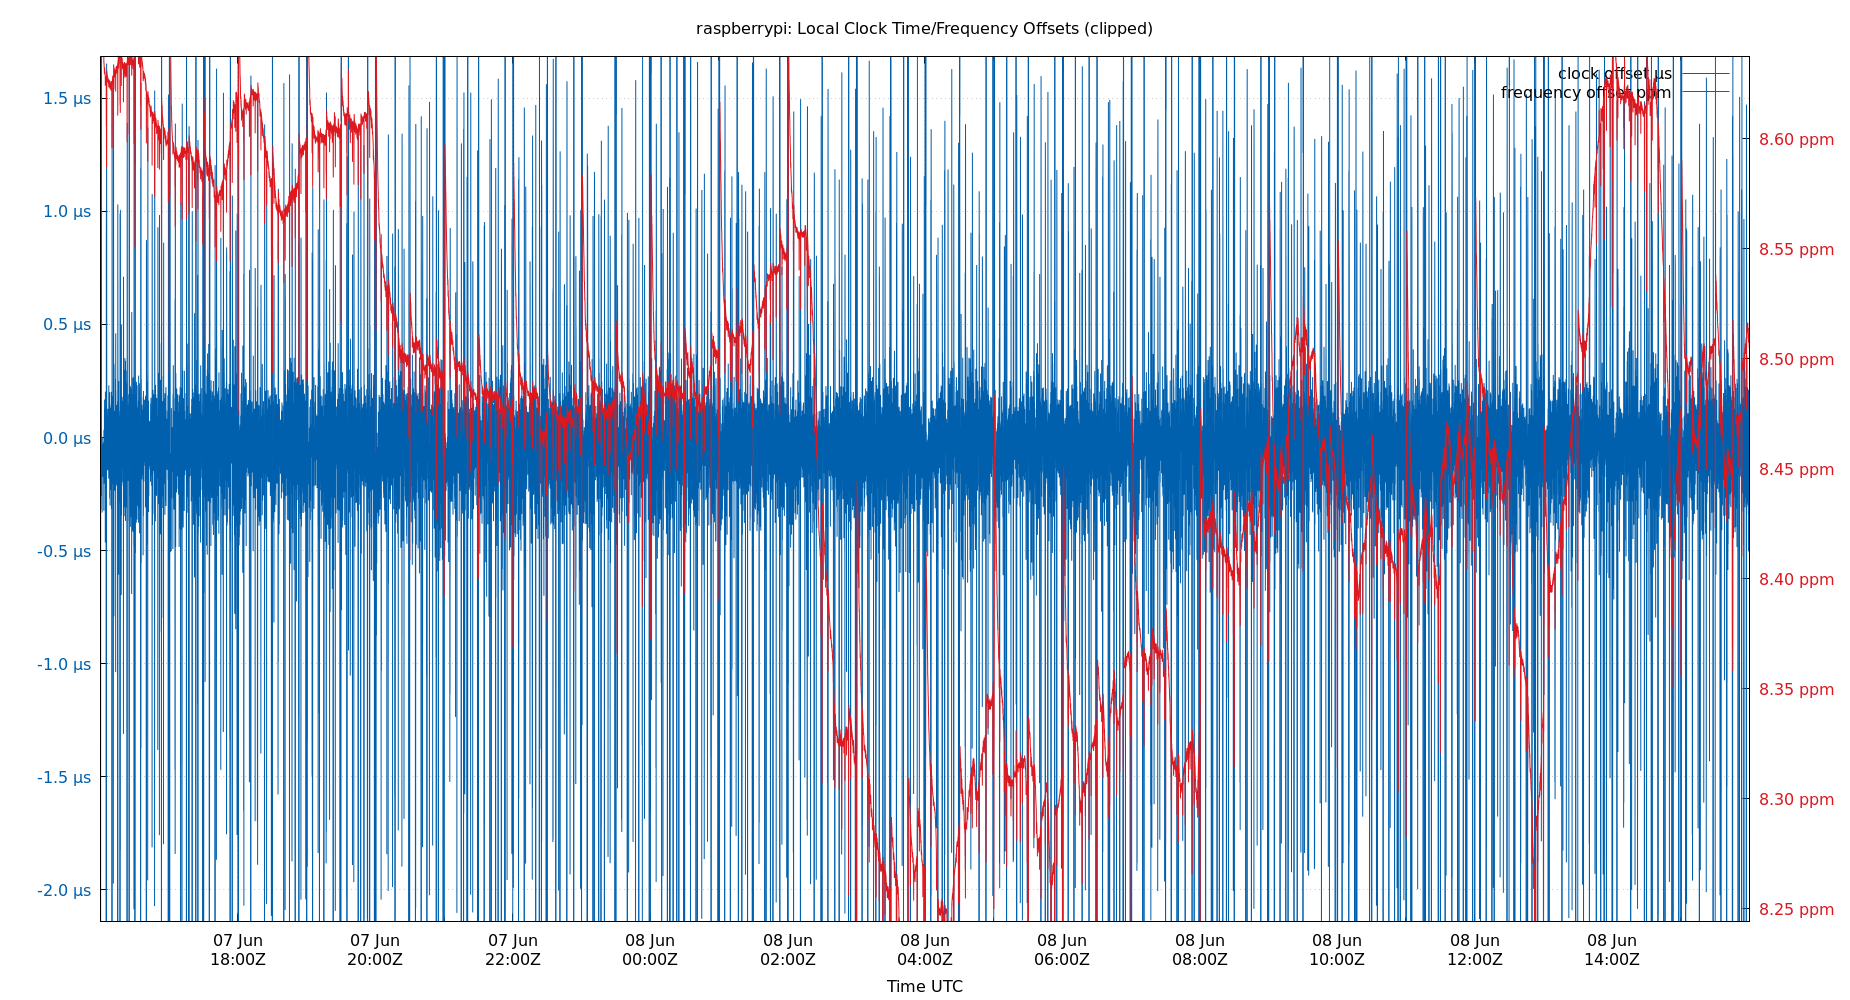 raspberrypi: Local Clock Time/Frequency Offsets (clipped)
clock offset µs
frequency offset ppm
1.5 µs
1.0 µs
0.5 µs
0.0 µs
-0.5 µs
-1.0 µs
-1.5 µs
-2.0 µs
8.60 ppm
8.55 ppm
8.50 ppm
8.45 ppm
8.40 ppm
8.35 ppm
8.30 ppm
8.25 ppm
07 Jun 07 Jun 07 Jun 08 Jun 08 Jun 08 Jun 08 Jun 08 Jun 08 Jun 08 Jun 08 Jun
18:00Z 20:00Z 22:00Z 00:00Z 02:00Z 04:00Z 06:00Z 08:00Z 10:00Z 12:00Z 14:00Z
Time UTC